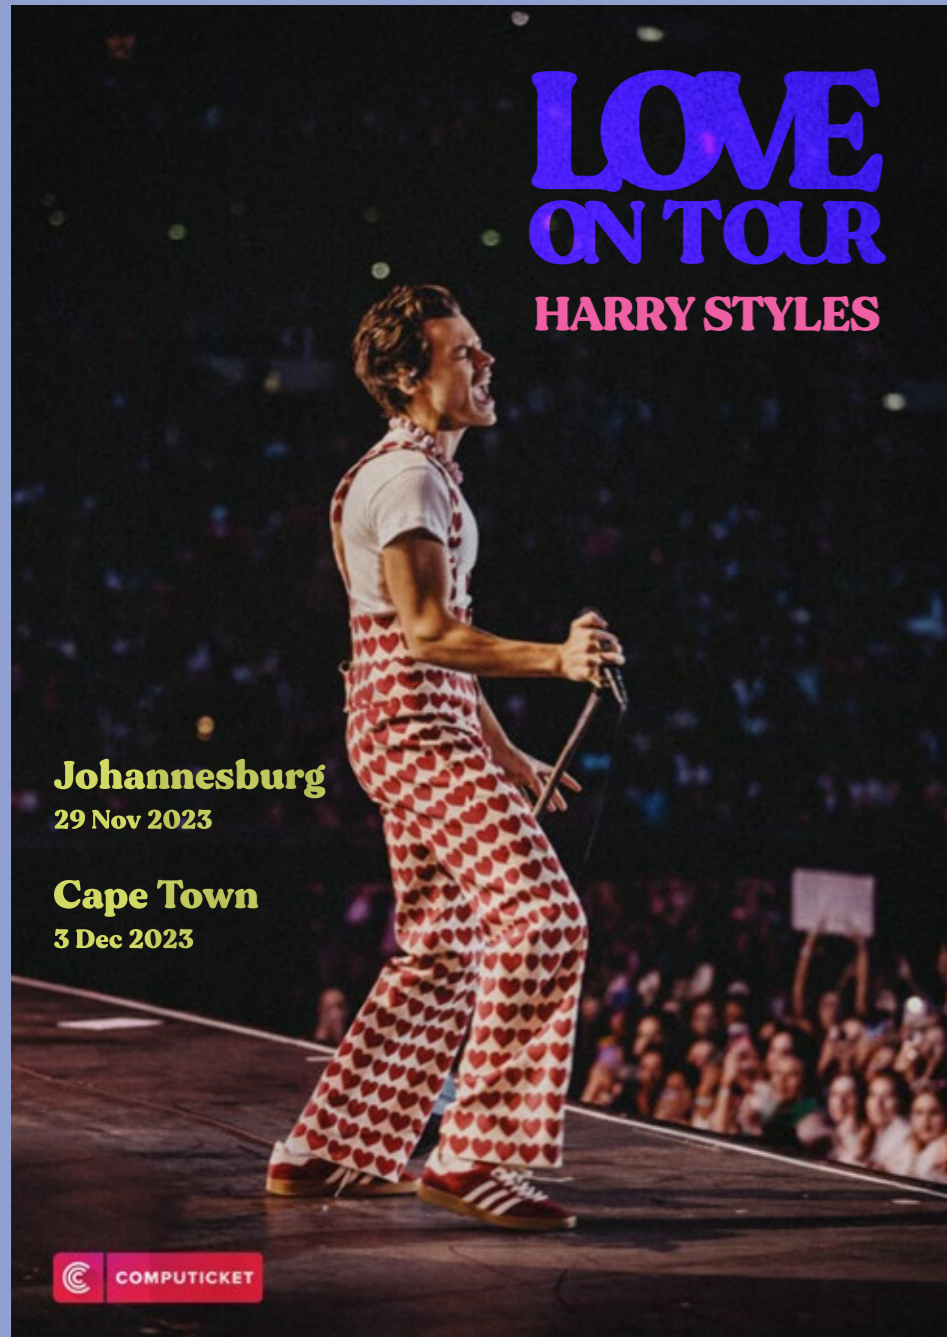 LOVE
ON TOUR
HARRY STYLES
Johannesburg
29 Nov 2023
Cape Town
3 Dec 2023
COMPUTICKET